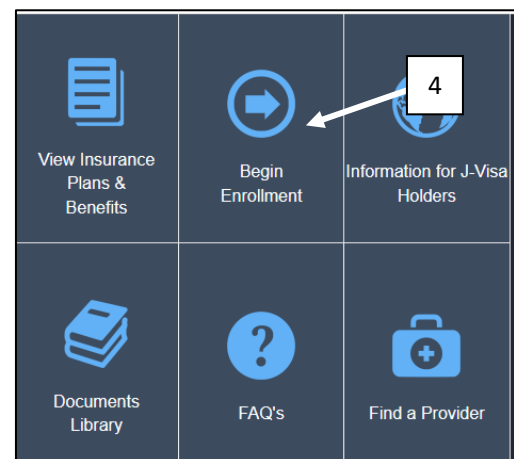 4
View Insurance
Plans &
Benefits
Begin
Enrollment
Information for J-Visa
Holders
?
Documents
Library
FAQ's
Find a Provider